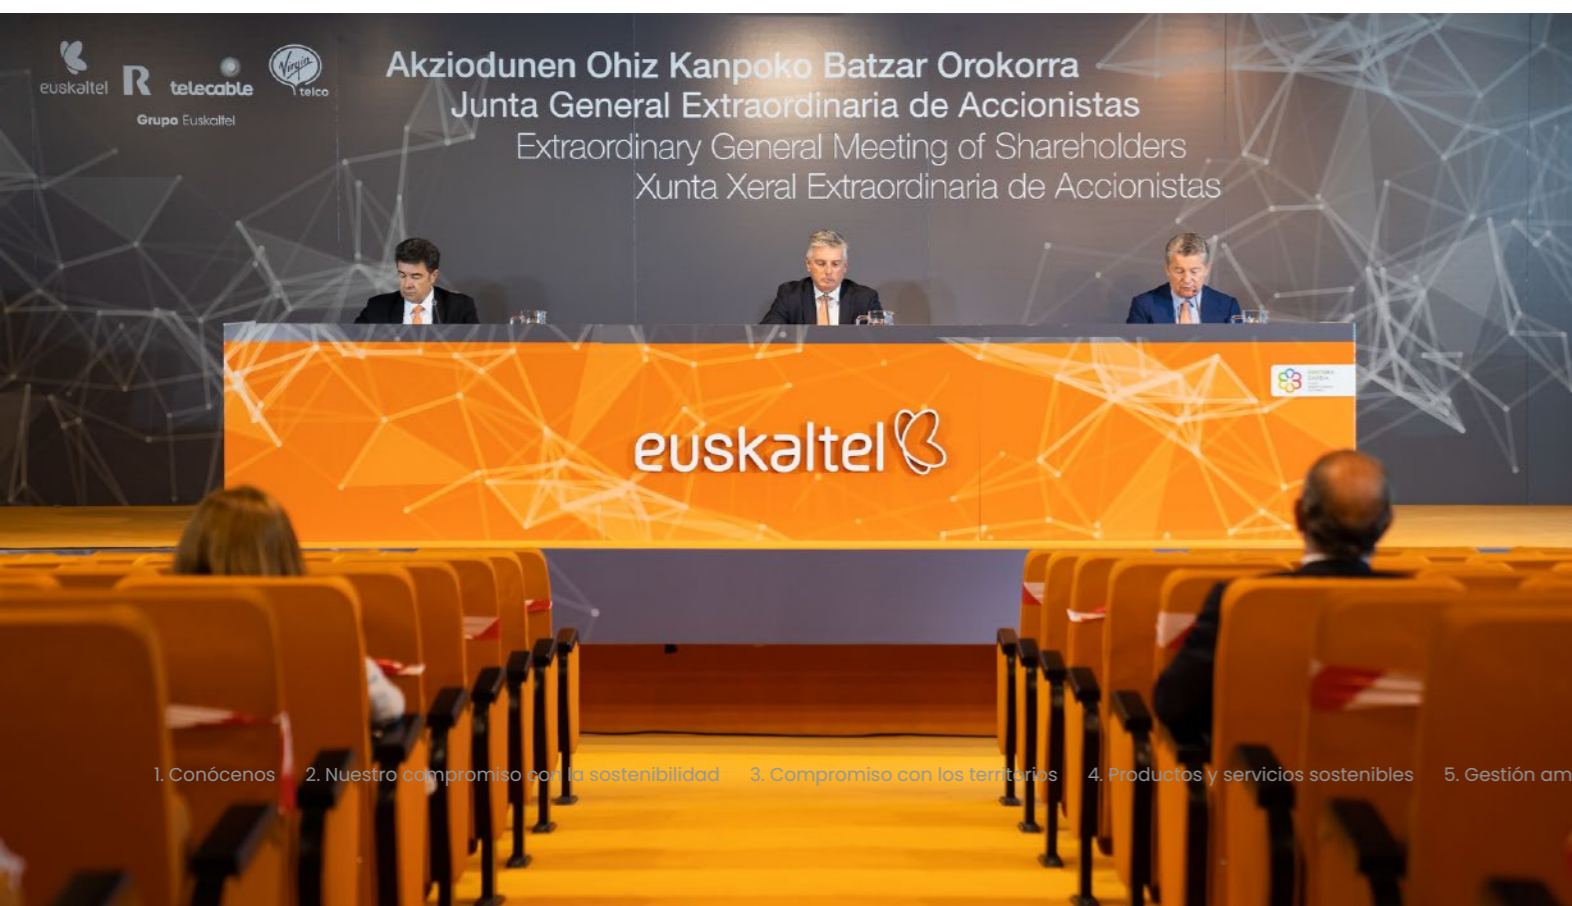 euskaltel
R
telecable
Virgin
telco
Grupo Euskaltel
Akziodunen Ohiz Kanpoko Batzar Orokorra
Junta General Extraordinaria de Accionistas
Extraordinary General Meeting of Shareholders
Xunta Xeral Extraordinaria de Accionistas
euskaltel
1. Conócenos 2. Nuestro compromiso con la sostenibilidad 3. Compromiso con los territorios 4. Productos y servicios sostenibles 5. Gestión am